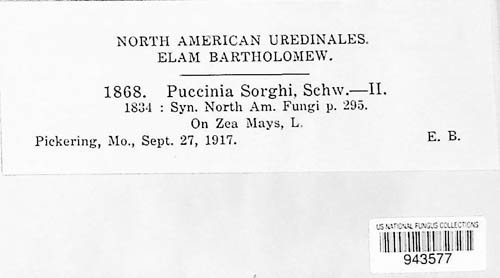 NORTH AMERICAN UREDINALES.
ELAM BARTHOLOMEW.
1868. Puccinia Sorghi, Schw.—II.
1834 : Syn. North Am. Fungi p. 295.
On Zea Mays, L.
Pickering, Mo., Sept. 27, 1917. E. B.
US NATIONAL FUNGUS COLLECTIONS
943577